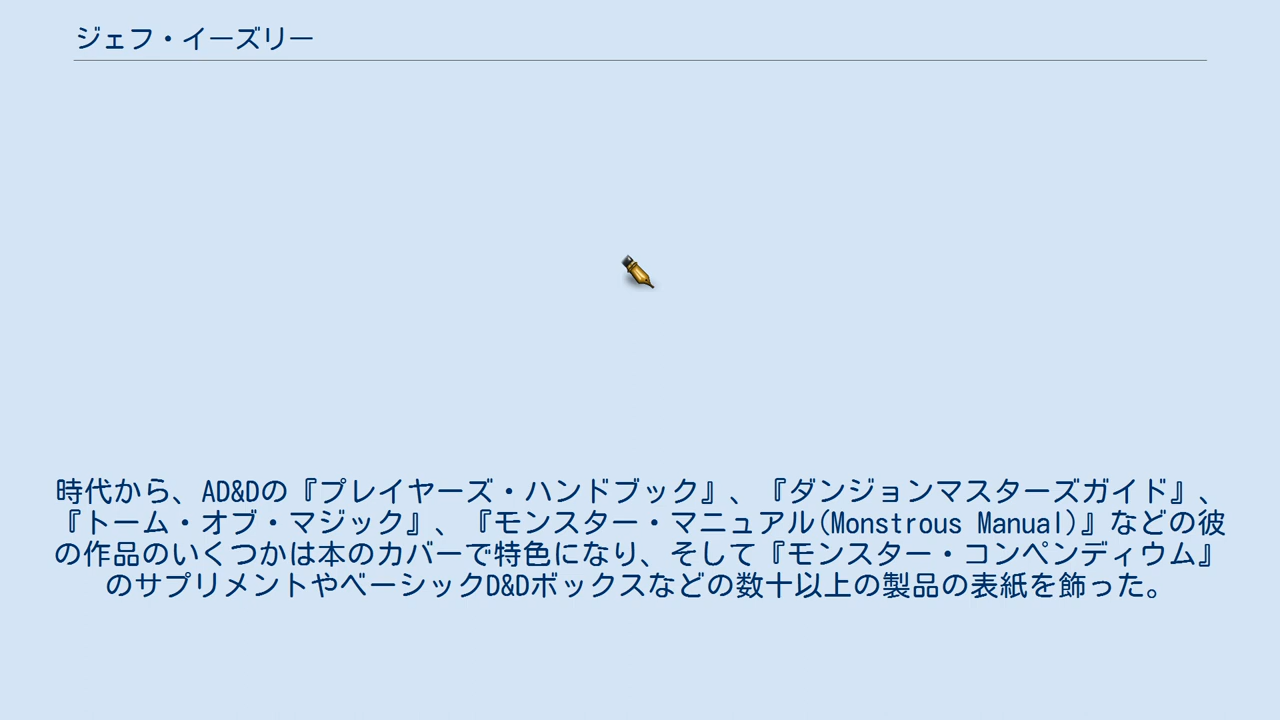 ジェフ・イーズリー
時代から、AD&Dの『プレイヤーズ・ハンドブック』、『ダンジョンマスターズガイド』、
『トーム・オブ・マジック』、『モンスター・マニュアル(Monstrous Manual)』などの彼
の作品のいくつかは本のカバーで特色になり、そして『モンスター・コンペンディウム』
のサプリメントやベーシックD&Dボックスなどの数十以上の製品の表紙を飾った。